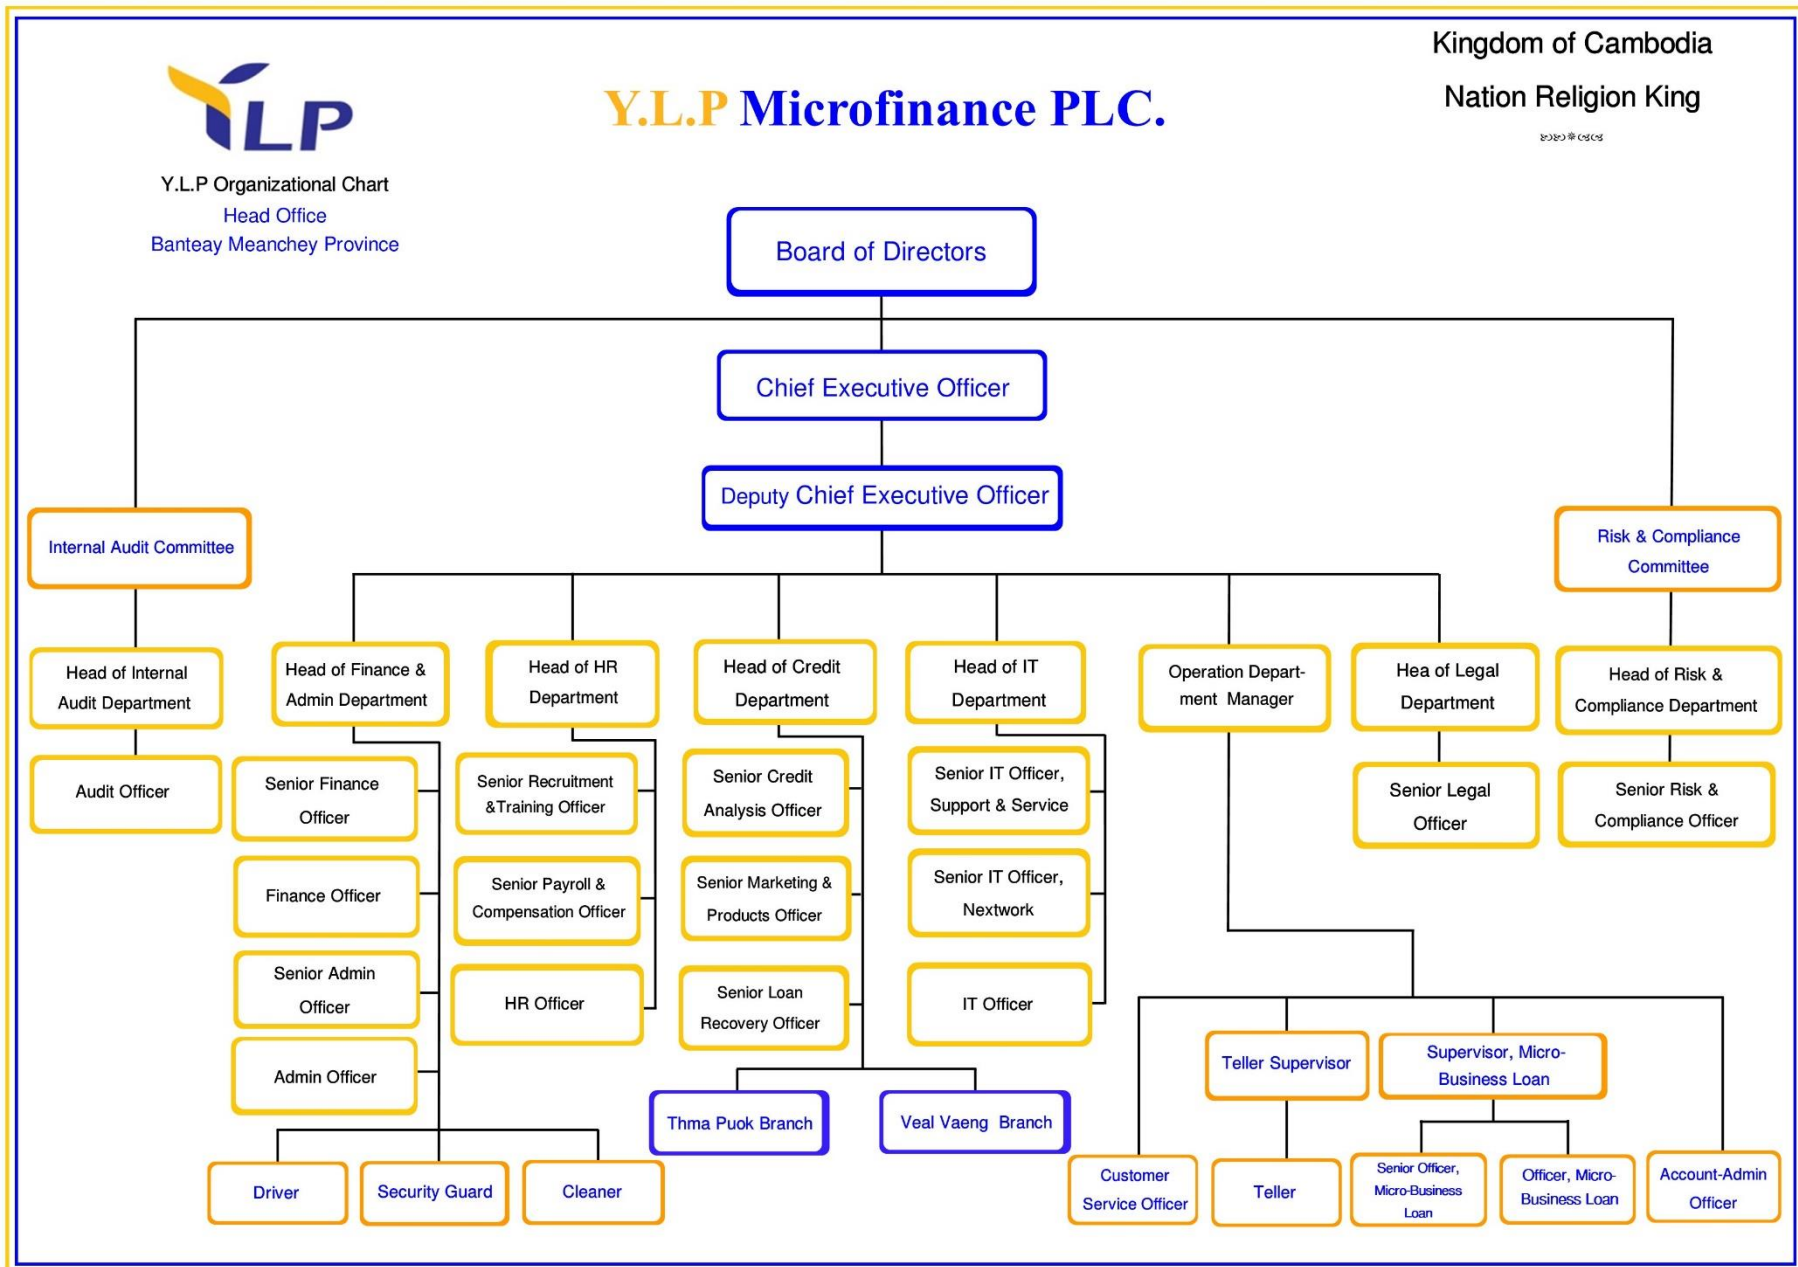 Kingdom of Cambodia
Nation Religion King
YLP
Y.L.P Microfinance PLC.
Y.L.P Organizational Chart
Head Office
Banteay Meanchey Province
Board of Directors
Chief Executive Officer
Deputy Chief Executive Officer
Internal Audit Committee
Risk & Compliance
Committee
Head of Internal
Audit Department
Head of Finance &
Admin Department
Head of HR
Department
Head of Credit
Department
Head of IT
Department
Operation Depart-
ment Manager
Hea of Legal
Department
Head of Risk &
Compliance Department
Audit Officer
Senior Finance
Officer
Senior Recruitment
&Training Officer
Senior Credit
Analysis Officer
Senior IT Officer,
Support & Service
Senior Legal
Officer
Senior Risk &
Compliance Officer
Finance Officer
Senior Payroll &
Compensation Officer
Senior Marketing &
Products Officer
Senior IT Officer,
Nextwork
Senior Admin
Officer
HR Officer
Senior Loan
Recovery Officer
IT Officer
Admin Officer
Teller Supervisor
Supervisor, Micro-
Business Loan
Thma Puok Branch
Veal Vaeng Branch
Driver
Security Guard
Cleaner
Customer
Service Officer
Teller
Senior Officer,
Micro-Business
Loan
Officer, Micro-
Business Loan
Account-Admin
Officer